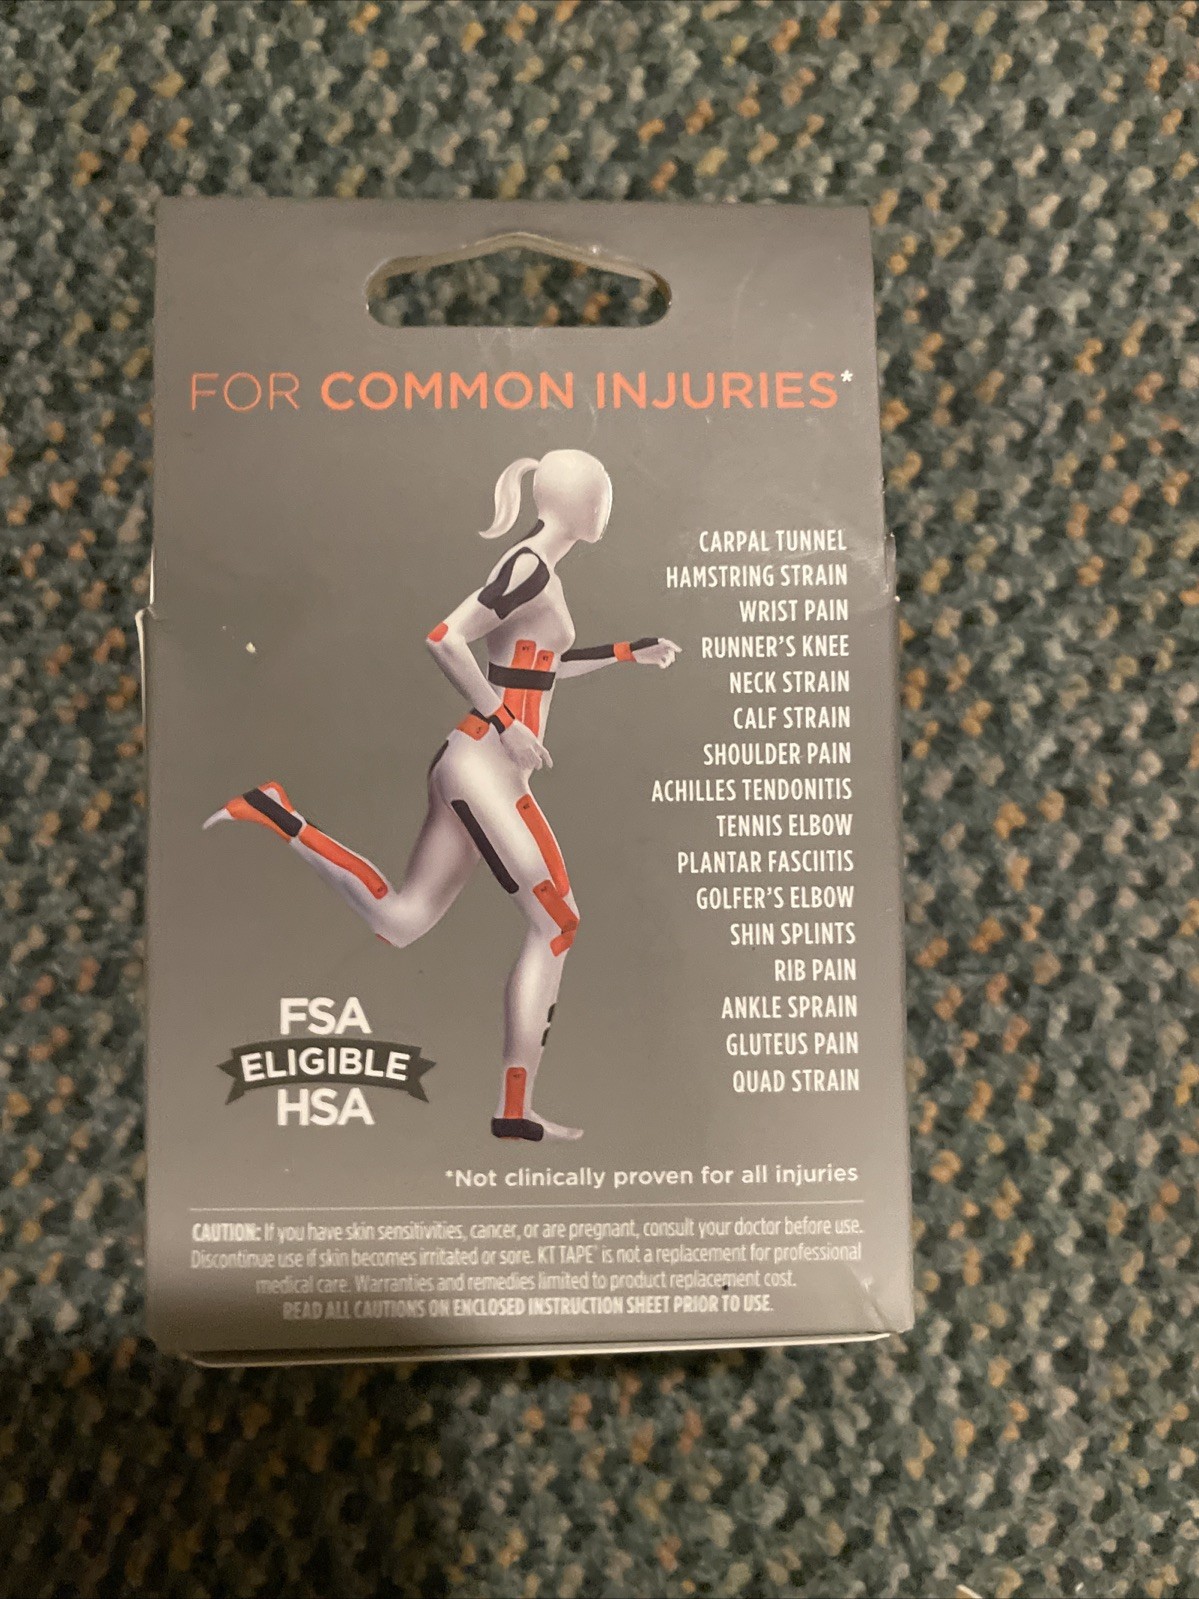 FOR COMMON INJURIES*
CARPAL TUNNEL
HAMSTRING STRAIN
WRIST PAIN
RUNNER'S KNEE
NECK STRAIN
CALF STRAIN
SHOULDER PAIN
ACHILLES TENDONITIS
TENNIS ELBOW
PLANTAR FASCIITIS
GOLFER'S ELBOW
SHIN SPLINTS
RIB PAIN
ANKLE SPRAIN
GLUTEUS PAIN
QUAD STRAIN
FSA
ELIGIBLE
HSA
*Not clinically proven for all injuries
CAUTION: If you have skin sensitivities, cancer, or are pregnant, consult your doctor before use.
Discontinue use if skin becomes irritated or sore. KT TAPE® is not a replacement for professional
medical care. Warranties and remedies limited to product replacement cost.
READ ALL CAUTIONS ON ENCLOSED INSTRUCTION SHEET PRIOR TO USE.